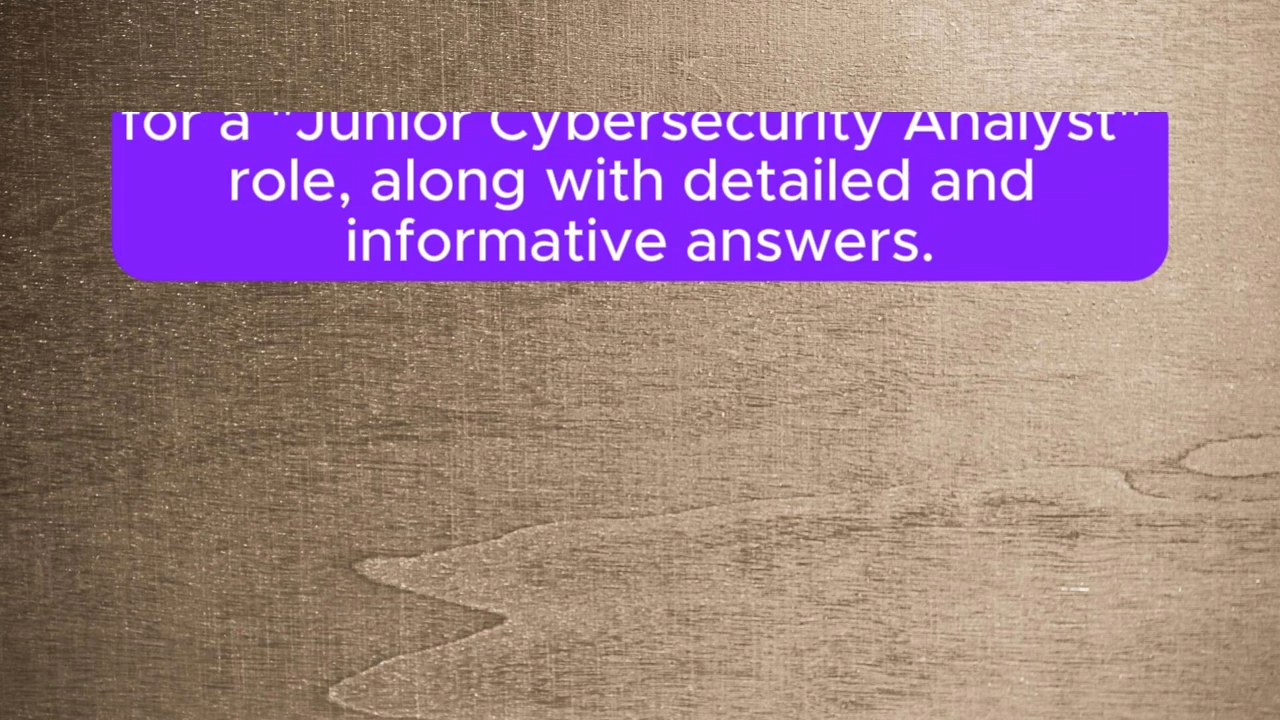 for a "Junior Cybersecurity Analyst"
role, along with detailed and
informative answers.